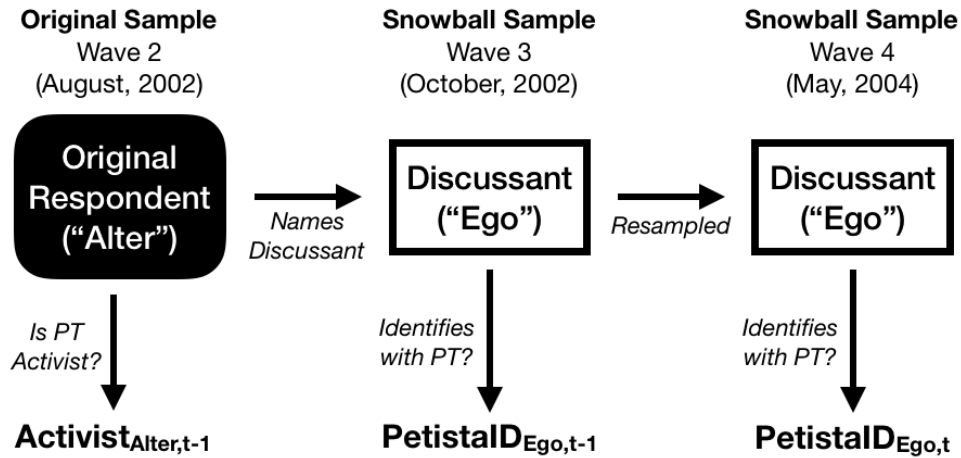 Original Sample
Wave 2
(August, 2002)
Snowball Sample
Wave 3
(October, 2002)
Snowball Sample
Wave 4
(May, 2004)
Original
Respondent
(“Alter”)
Names
Discussant
Discussant
(“Ego”)
Resampled
Discussant
(“Ego”)
Is PT
Activist?
Identifies
with PT?
Identifies
with PT?
ActivistAlter,t-1
PetistaIDEgo,t-1
PetistaIDEgo,t